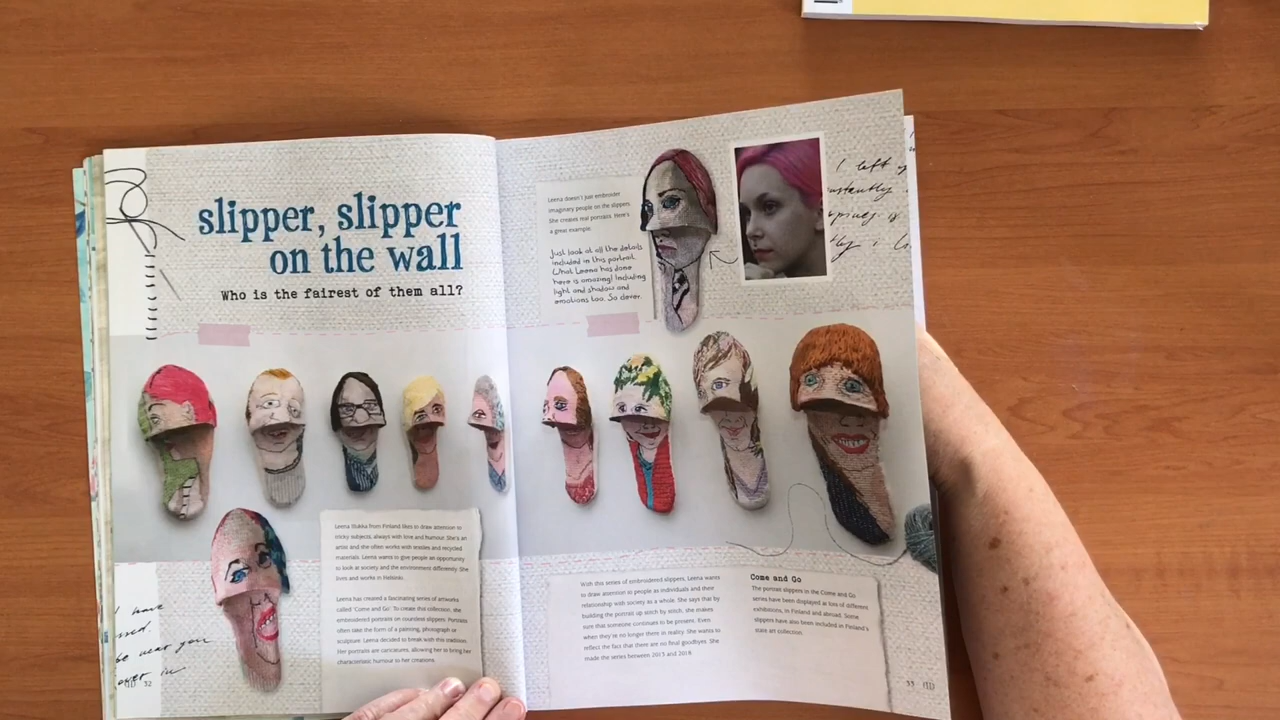 slipper, slipper
on the wall
Who is the fairest of them all?
Leena Illukka from Finland likes to draw attention to
tricky subjects, always with love and humour. She's an
artist and she often works with textiles and recycled
materials. Leena wants to give people an opportunity
to look at society and the environment differently. She
lives and works in Helsinki.
Leena has created a fascinating series of artworks
called 'Come and Go'. To create this collection, she
embroidered portraits on countless slippers. Portraits
often take the form of a painting, photograph or
sculpture. Leena decided to break with this tradition.
Her portraits are caricatures, allowing her to bring her
characteristic humour to her creations.
I have
be near you
over
52
Leena doesn't just embroider
imaginary people on the slippers.
She creates real portraits. Here's
a great example.
Just look at all the details
included in this portrait.
What Leena has done
here is amazing! Including
light and shadow and
emotions too. So clever.
I left
With this series of embroidered slippers, Leena wants
to draw attention to people as individuals and their
relationship with society as a whole. She says that by
building the portrait up stitch by stitch, she makes
sure that someone continues to be present. Even
when they're no longer there in reality. She wants to
reflect the fact that there are no final goodbyes. She
made the series between 2013 and 2016.
Come and Go
The portrait slippers in the Come and Go
series have been displayed at lots of different
exhibitions, in Finland and abroad. Some
slippers have also been included in Finland's
state art collection.
53